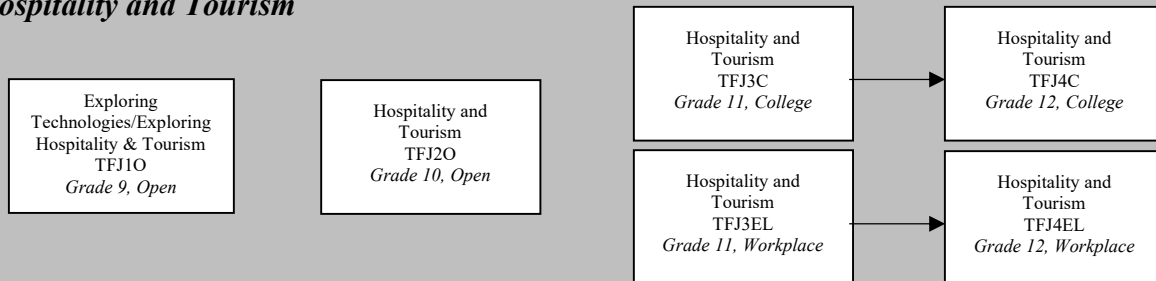 Hospitality and Tourism
Exploring
Technologies/Exploring
Hospitality & Tourism
TFJ1O
Grade 9, Open
Hospitality and
Tourism
TFJ2O
Grade 10, Open
Hospitality and
Tourism
TFJ3C
Grade 11, College
Hospitality and
Tourism
TFJ4C
Grade 12, College
Hospitality and
Tourism
TFJ3EL
Grade 11, Workplace
Hospitality and
Tourism
TFJ4EL
Grade 12, Workplace